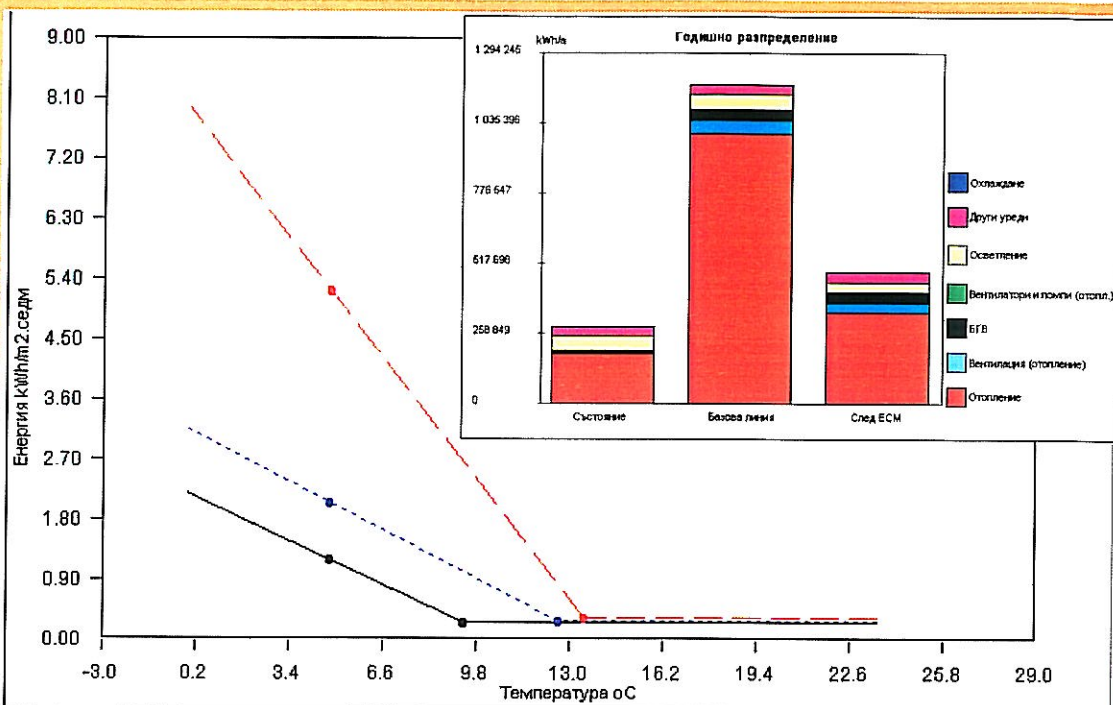 Годишно разпределение
kWh/a
1 294 245
1 035 396
776 547
517 698
258 849
0
Състояние
Базова линия
След ЕСМ
Охлаждане
Други уреди
Осветление
Вентилатори и помпи (отопл.)
БГВ
Вентилация (отопление)
Отопление
Енергия kWh/m2.седм
9.00
8.10
7.20
6.30
5.40
4.50
3.60
2.70
1.80
0.90
0.00
-3.0
0.2
3.4
6.6
9.8
13.0
16.2
19.4
22.6
25.8
29.0
Температура оС